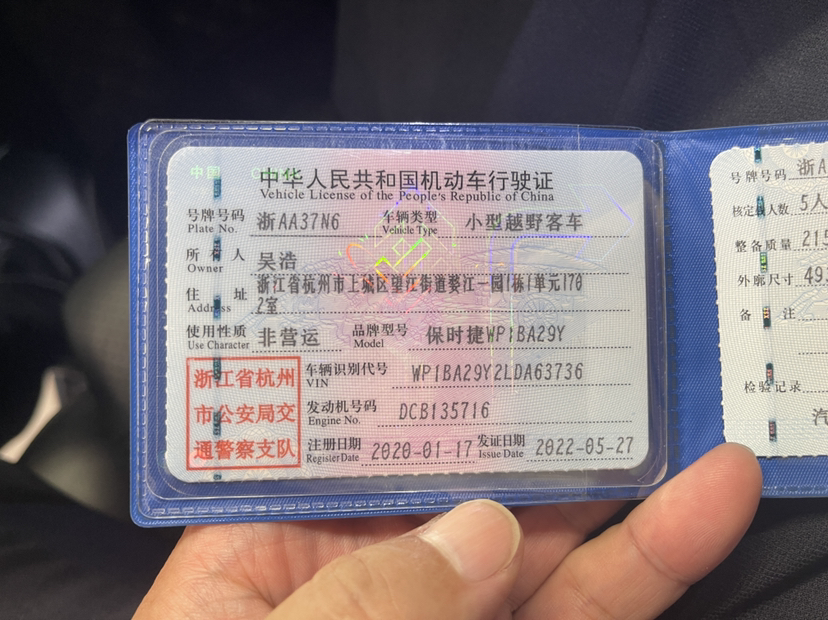 中国 CHINA
中华人民共和国机动车行驶证
Vehicle License of the People's Republic of China
号牌号码 浙AA37N6 车辆类型 小型越野客车
Plate No. Vehicle Type
所有人 吴浩
Owner
住址 浙江省杭州市上城区望江街道婺江一园1栋1单元170
Address 2室
使用性质 非营运 品牌型号 保时捷WP1BA29Y
Use Character Model
浙江省杭州
市公安局交
通警察支队
车辆识别代号 WP1BA29Y2LDA63736
VIN
发动机号码 DCB135716
Engine No.
注册日期 2020-01-17 发证日期 2022-05-27
Register Date Issue Date
号牌号码 浙A
核定载人数 5人
整备质量 215
外廓尺寸 49
备注
检验记录
汽